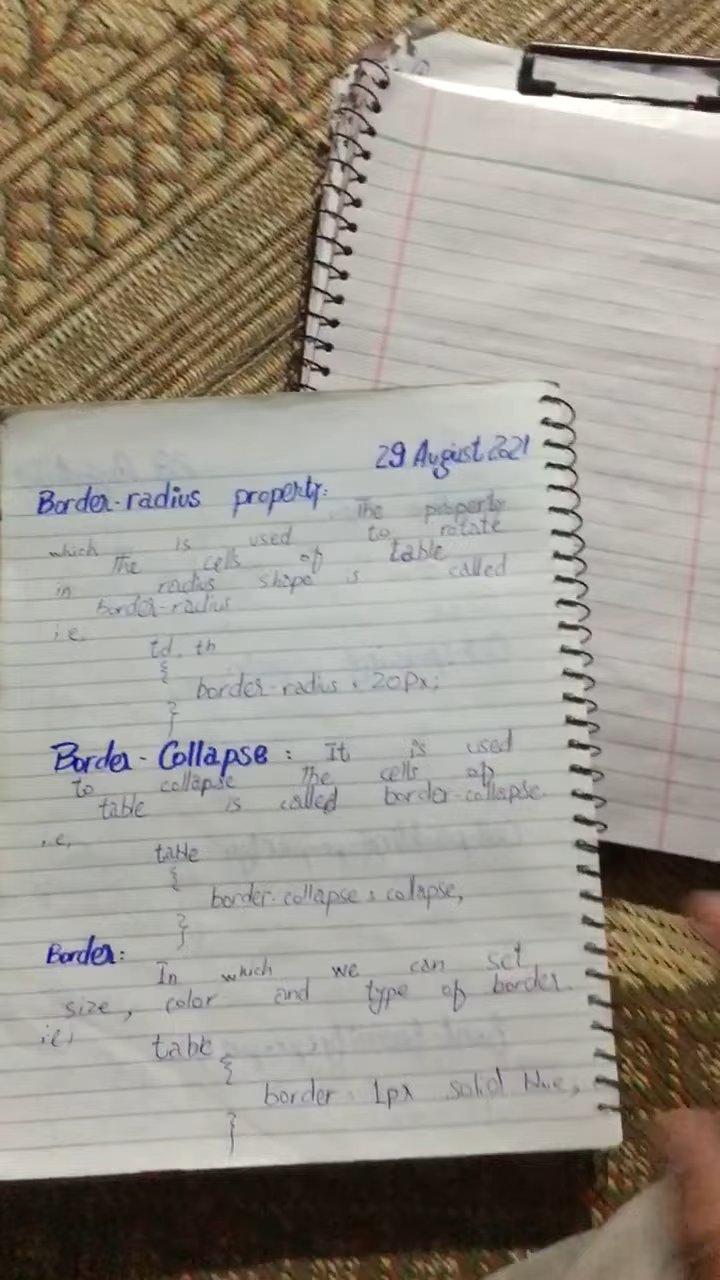 29 August 2021
Border-radius property: The property
which is used to rotate
The cells of table
in radius shape is called
border-radius
i.e,
td, th
{
border-radius: 20px;
}
Border-Collapse: It is used
to collapse the cells of
table is called border-collapse.
i.e,
table
{
border-collapse: collapse;
}
Border:
In which we can set
size, color and type of border.
i.e,
table
{
border: 1px solid
}